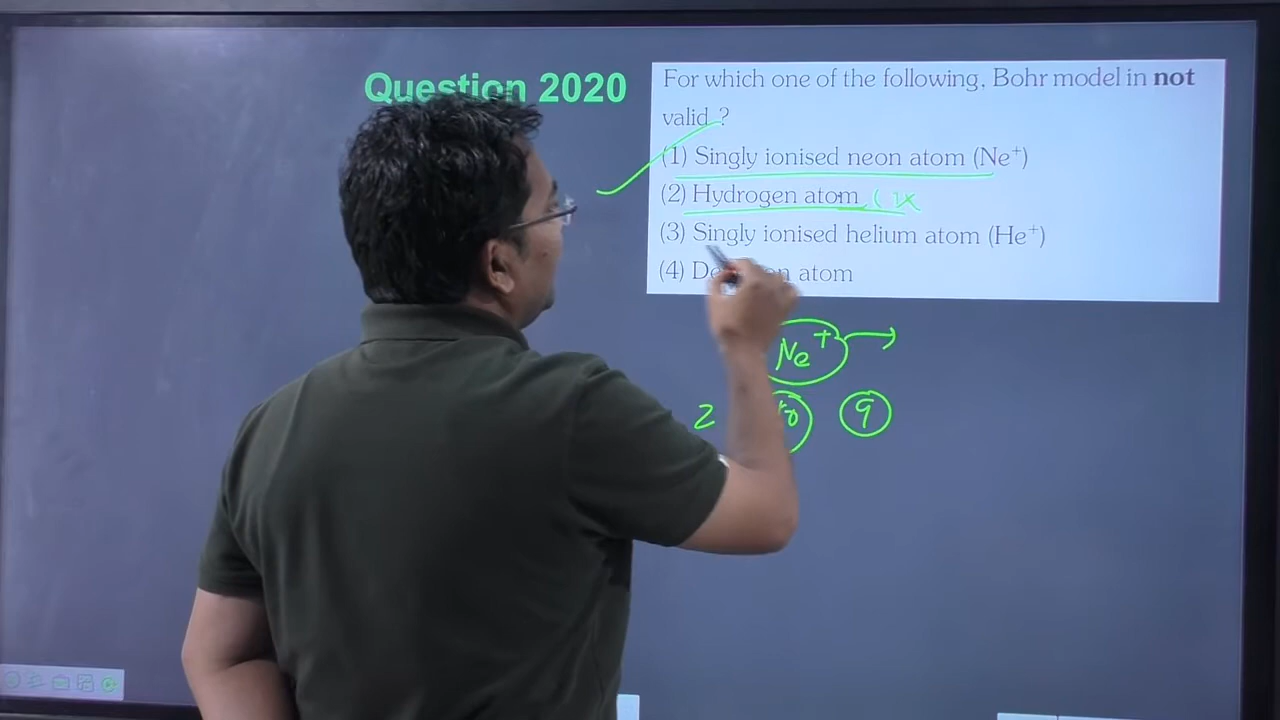 Question 2020
For which one of the following, Bohr model in not
valid ?
(1) Singly ionised neon atom (Ne⁺)
(2) Hydrogen atom
(3) Singly ionised helium atom (He⁺)
(4) atom
Ne⁺
2 9